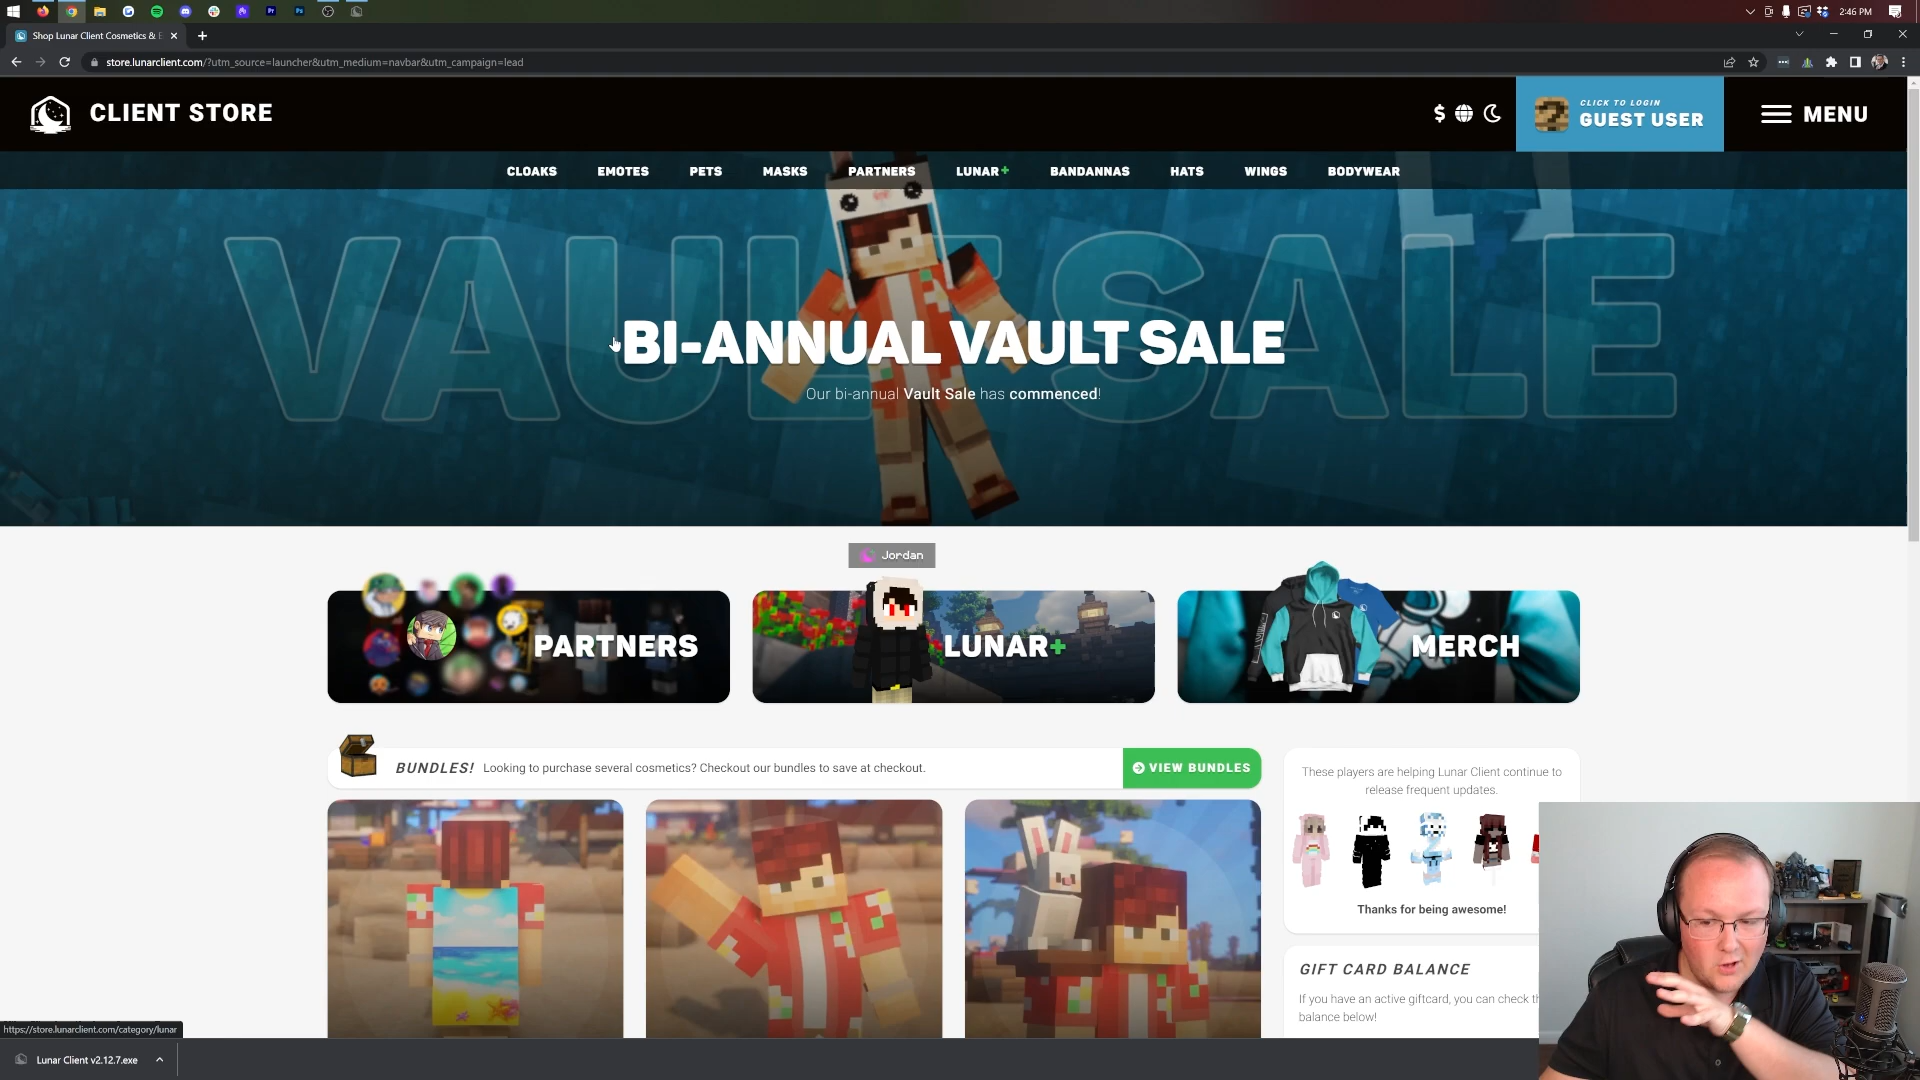 2:46 PM
Shop Lunar Client Cosmetics & E
store.lunarclient.com/?utm_source=launcher&utm_medium=navbar&utm_campaign=lead
CLIENT STORE
CLICK TO LOGIN
GUEST USER
MENU
CLOAKS EMOTES PETS MASKS PARTNERS LUNAR+ BANDANNAS HATS WINGS BODYWEAR
VAULT SALE
BI-ANNUAL VAULT SALE
Our bi-annual Vault Sale has commenced!
Jordan
PARTNERS
LUNAR+
MERCH
BUNDLES! Looking to purchase several cosmetics? Checkout our bundles to save at checkout.
VIEW BUNDLES
These players are helping Lunar Client continue to
release frequent updates.
Thanks for being awesome!
GIFT CARD BALANCE
If you have an active giftcard, you can check th
balance below!
https://store.lunarclient.com/category/lunar
Lunar Client v2.12.7.exe